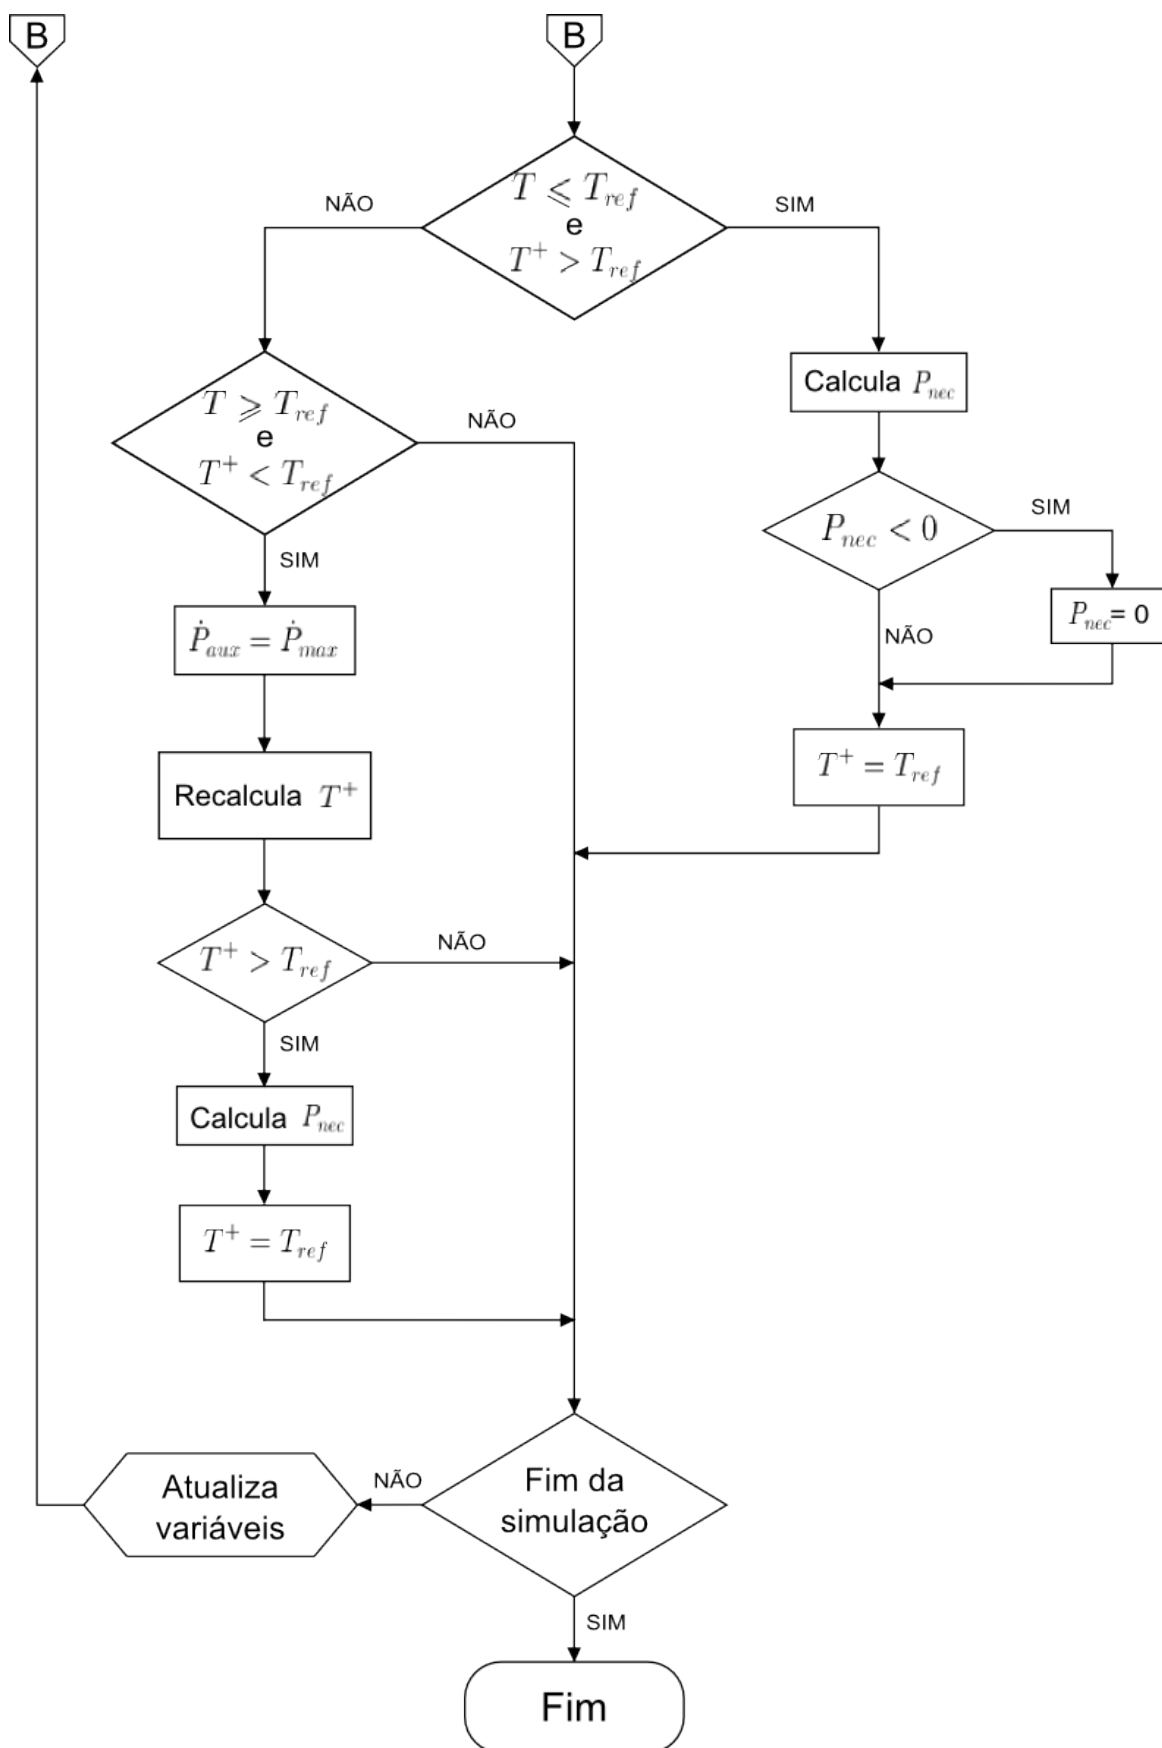 B
B
T ⩽ T_ref
e
T⁺ > T_ref
NÃO
SIM
T ⩾ T_ref
e
T⁺ < T_ref
NÃO
Calcula P_nec
P_nec < 0
SIM
NÃO
P_nec = 0
SIM
Ṗ_aux = Ṗ_max
T⁺ = T_ref
Recalcula T⁺
T⁺ > T_ref
NÃO
SIM
Calcula P_nec
T⁺ = T_ref
Fim da
simulação
NÃO
Atualiza
variáveis
SIM
Fim